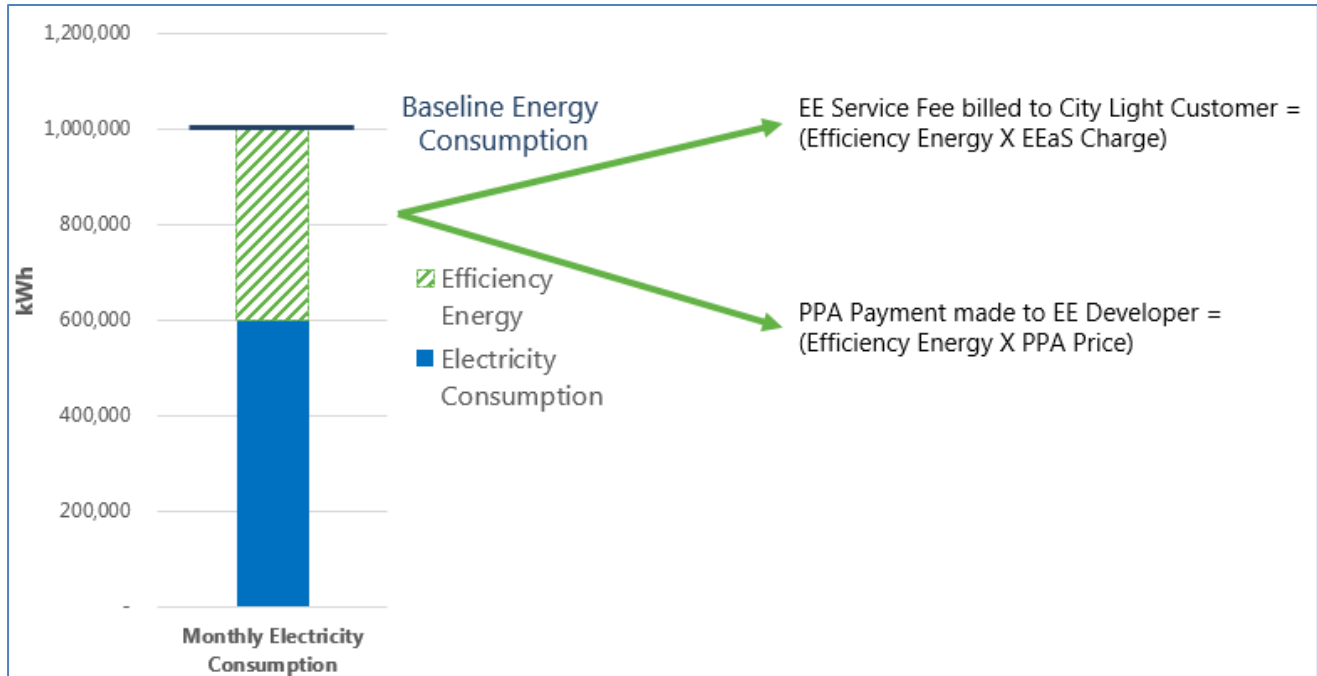 1,200,000
1,000,000
800,000
600,000
400,000
200,000
-
kWh
Monthly Electricity
Consumption
Baseline Energy
Consumption
Efficiency
Energy
Electricity
Consumption
EE Service Fee billed to City Light Customer =
(Efficiency Energy X EEaS Charge)
PPA Payment made to EE Developer =
(Efficiency Energy X PPA Price)